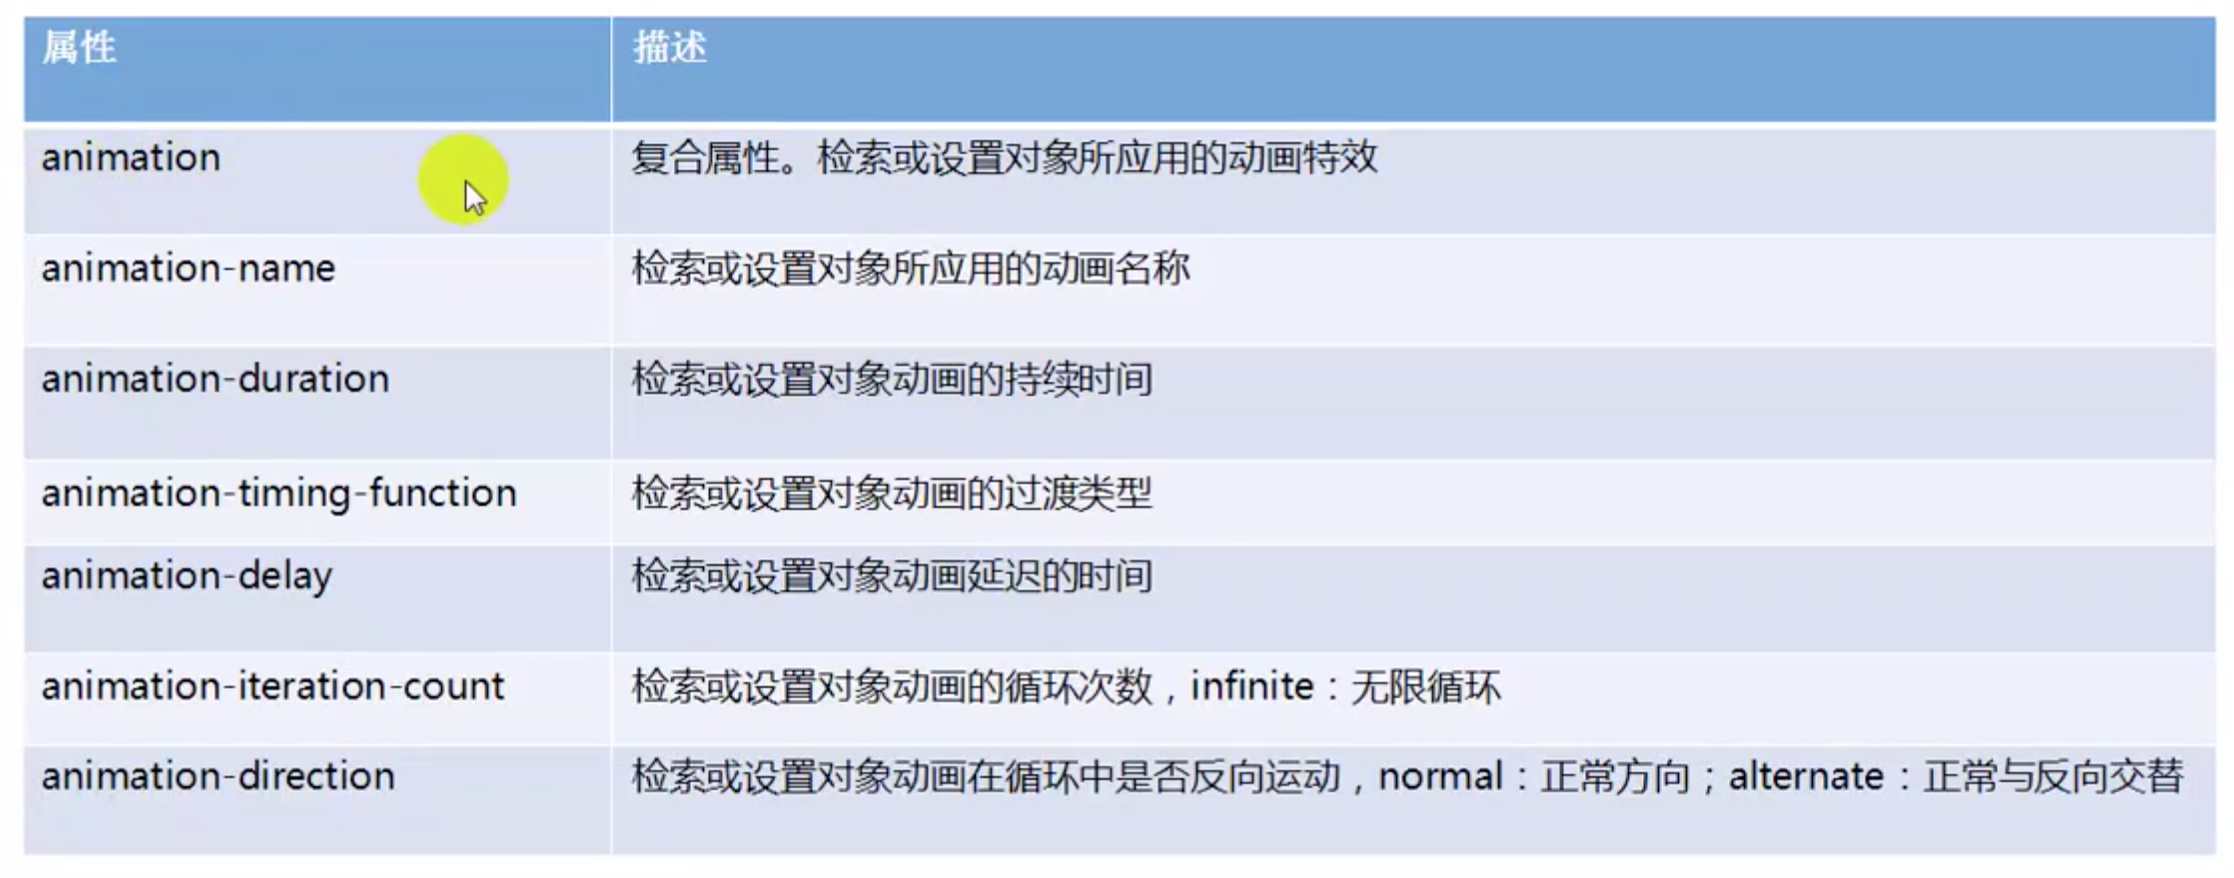 属性 描述
animation 复合属性。检索或设置对象所应用的动画特效
animation-name 检索或设置对象所应用的动画名称
animation-duration 检索或设置对象动画的持续时间
animation-timing-function 检索或设置对象动画的过渡类型
animation-delay 检索或设置对象动画延迟的时间
animation-iteration-count 检索或设置对象动画的循环次数，infinite：无限循环
animation-direction 检索或设置对象动画在循环中是否反向运动，normal：正常方向；alternate：正常与反向交替